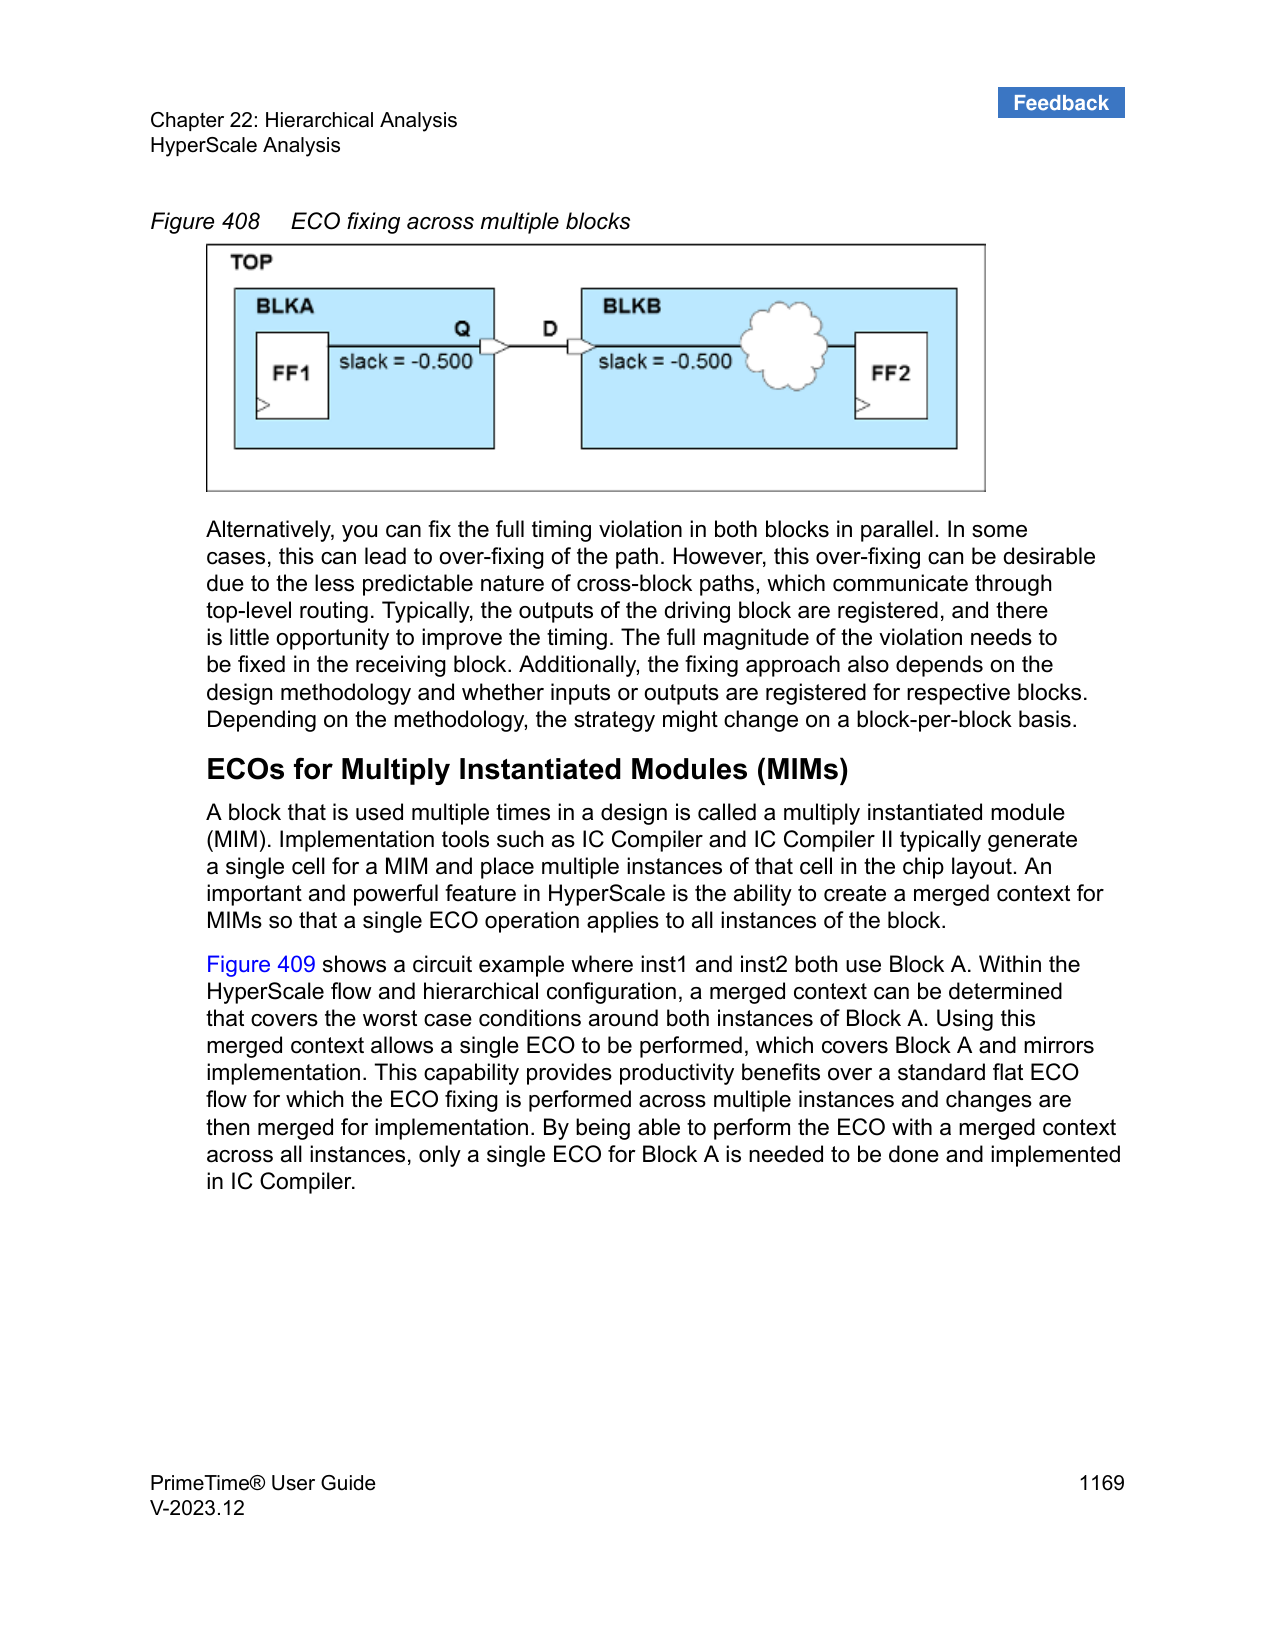 Feedback
Chapter 22: Hierarchical Analysis
HyperScale Analysis
Figure 408 ECO fixing across multiple blocks
TOP
BLKA
BLKB
Q
D
FF1
slack = -0.500
slack = -0.500
FF2
Alternatively, you can fix the full timing violation in both blocks in parallel. In some
cases, this can lead to over-fixing of the path. However, this over-fixing can be desirable
due to the less predictable nature of cross-block paths, which communicate through
top-level routing. Typically, the outputs of the driving block are registered, and there
is little opportunity to improve the timing. The full magnitude of the violation needs to
be fixed in the receiving block. Additionally, the fixing approach also depends on the
design methodology and whether inputs or outputs are registered for respective blocks.
Depending on the methodology, the strategy might change on a block-per-block basis.
ECOs for Multiply Instantiated Modules (MIMs)
A block that is used multiple times in a design is called a multiply instantiated module
(MIM). Implementation tools such as IC Compiler and IC Compiler II typically generate
a single cell for a MIM and place multiple instances of that cell in the chip layout. An
important and powerful feature in HyperScale is the ability to create a merged context for
MIMs so that a single ECO operation applies to all instances of the block.
Figure 409 shows a circuit example where inst1 and inst2 both use Block A. Within the
HyperScale flow and hierarchical configuration, a merged context can be determined
that covers the worst case conditions around both instances of Block A. Using this
merged context allows a single ECO to be performed, which covers Block A and mirrors
implementation. This capability provides productivity benefits over a standard flat ECO
flow for which the ECO fixing is performed across multiple instances and changes are
then merged for implementation. By being able to perform the ECO with a merged context
across all instances, only a single ECO for Block A is needed to be done and implemented
in IC Compiler.
PrimeTime® User Guide
1169
V-2023.12